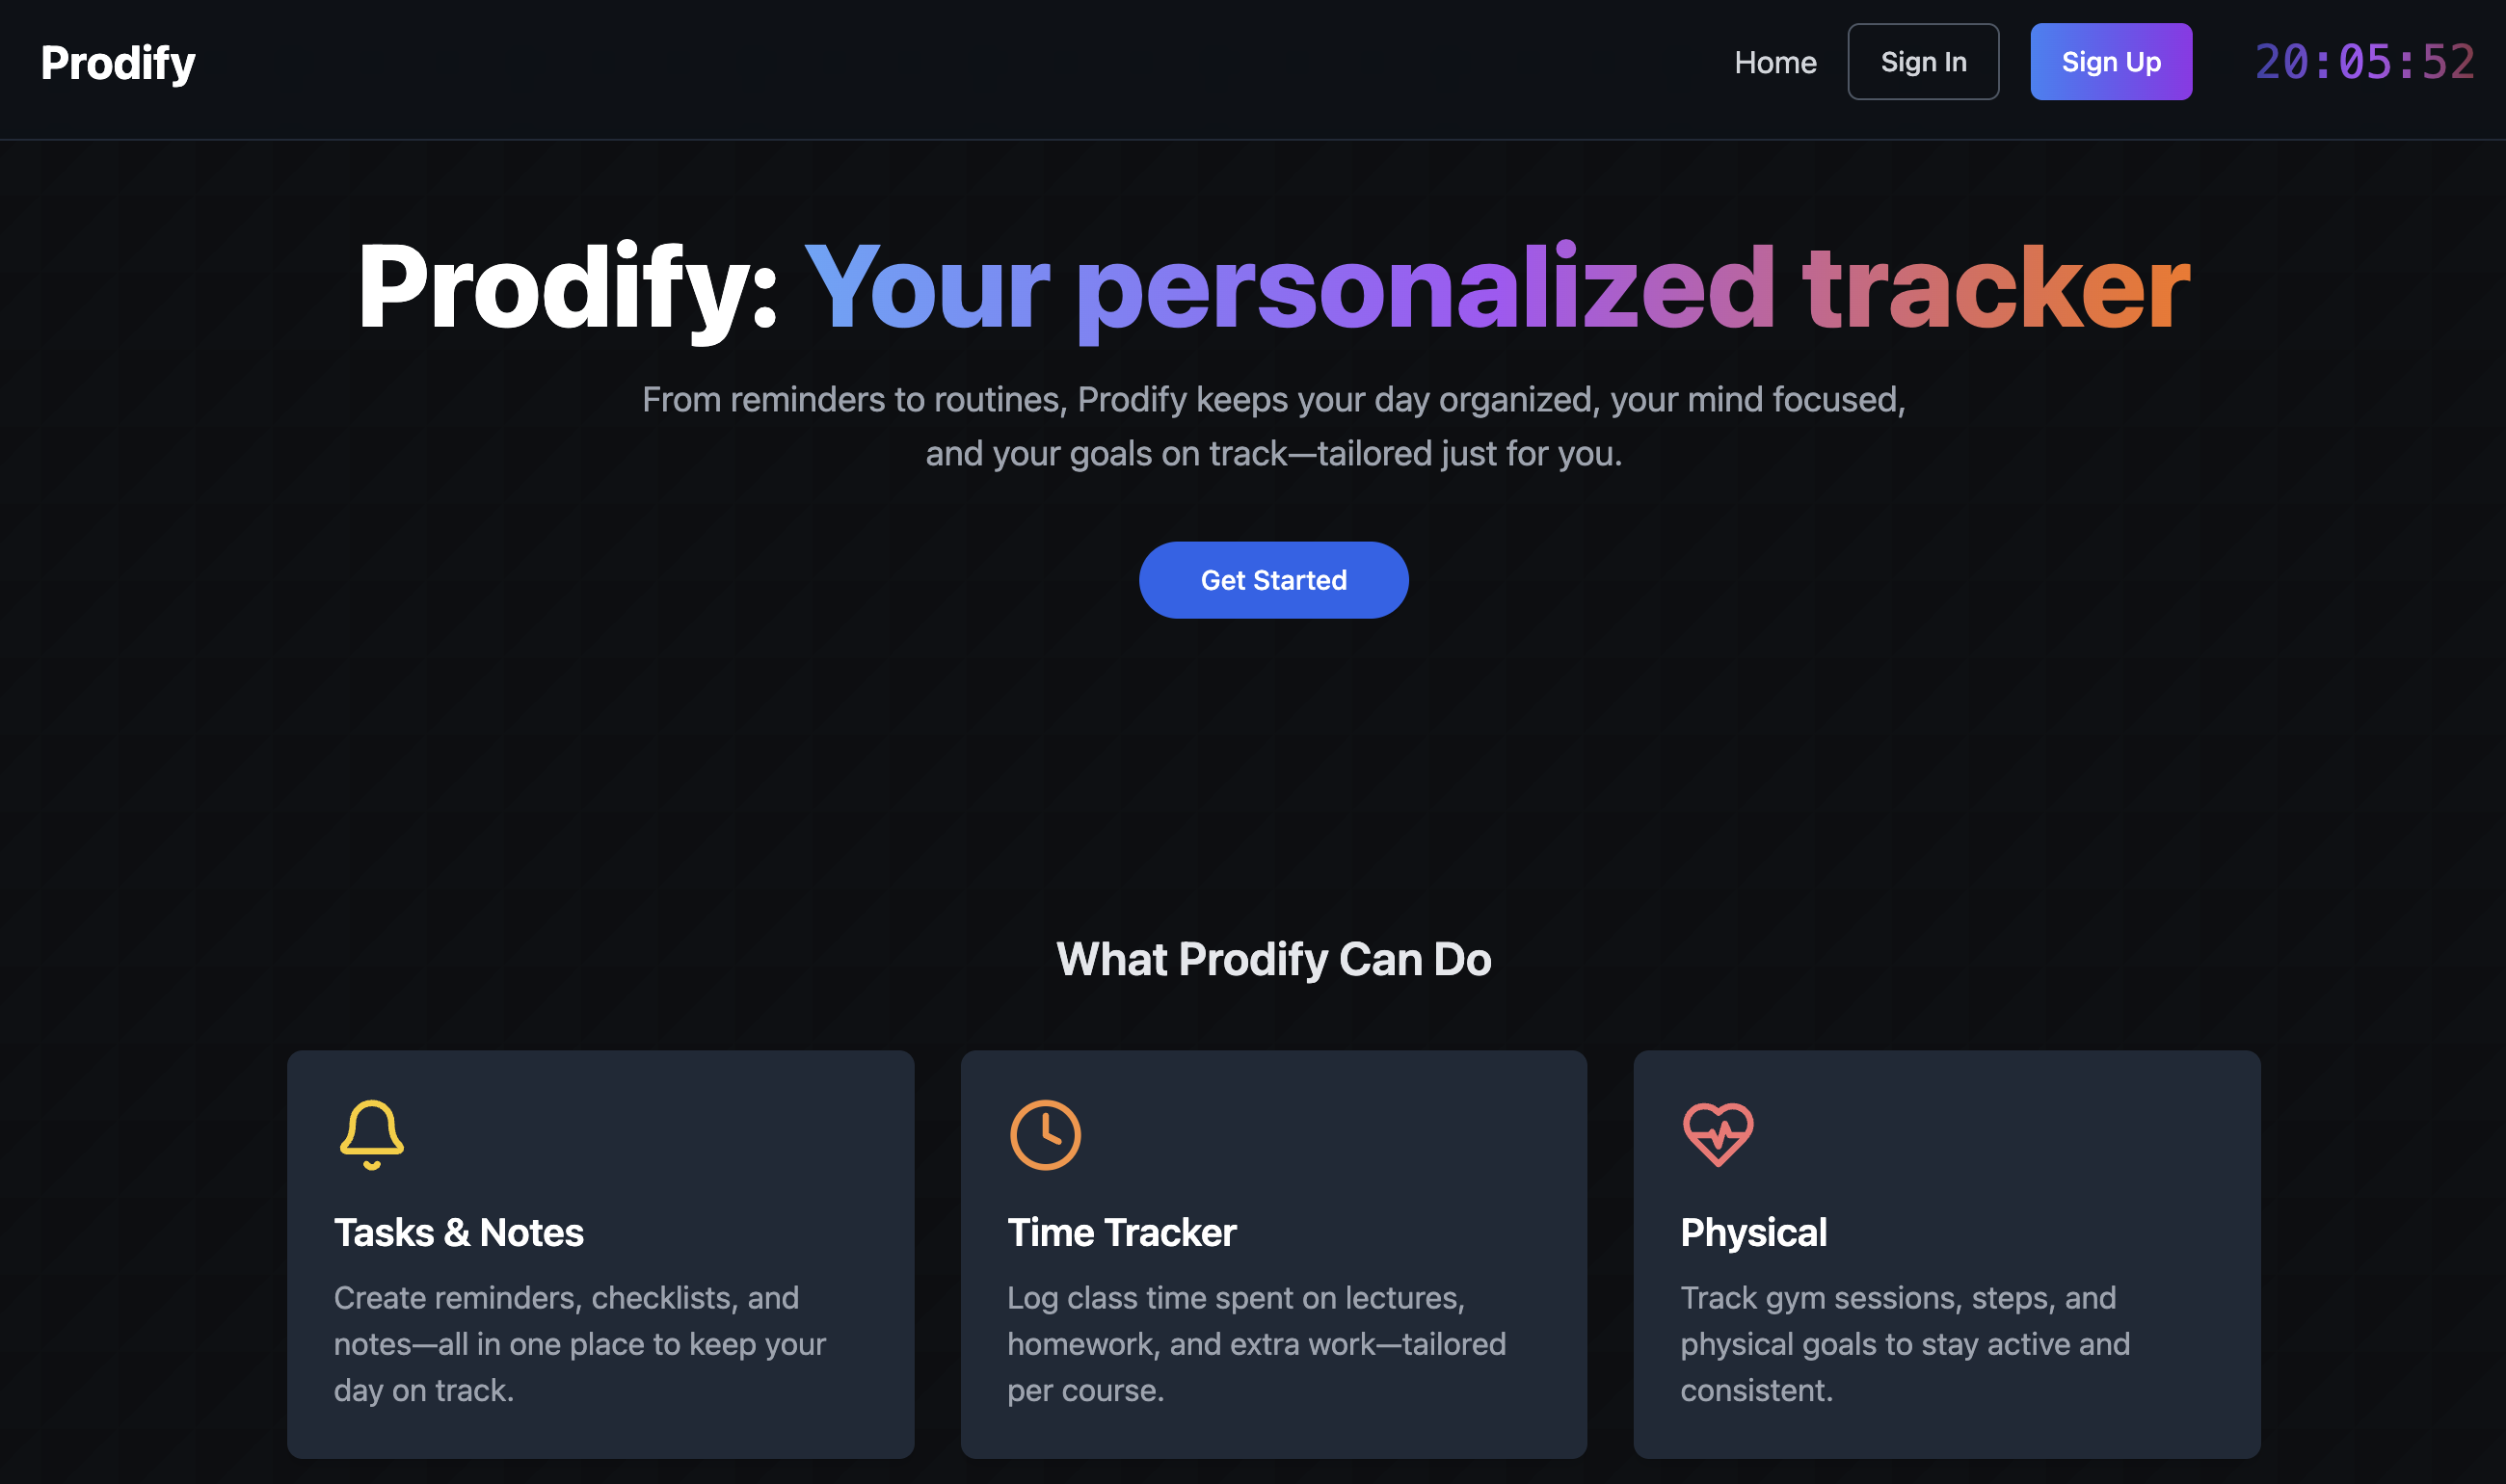 Prodify
Home
Sign In
Sign Up
20:05:52
Prodify: Your personalized tracker
From reminders to routines, Prodify keeps your day organized, your mind focused,
and your goals on track—tailored just for you.
Get Started
What Prodify Can Do
Tasks & Notes
Create reminders, checklists, and
notes—all in one place to keep your
day on track.
Time Tracker
Log class time spent on lectures,
homework, and extra work—tailored
per course.
Physical
Track gym sessions, steps, and
physical goals to stay active and
consistent.